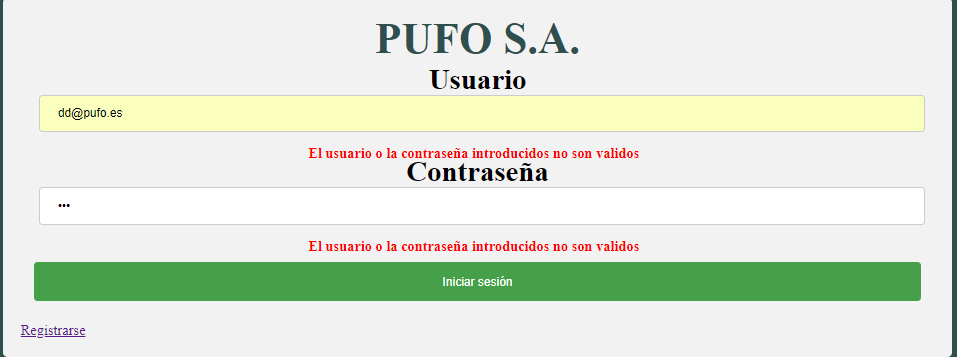 PUFO S.A.
Usuario
dd@pufo.es
El usuario o la contraseña introducidos no son validos
Contraseña
•••
El usuario o la contraseña introducidos no son validos
Iniciar sesión
Registrarse